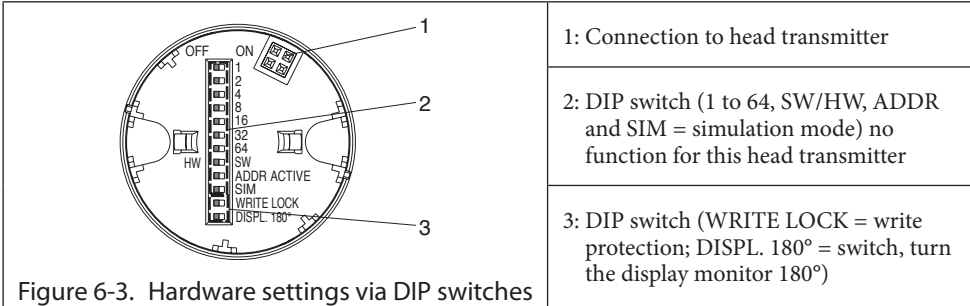 OFF ON
1
2
4
8
16
32
64
HW SW
ADDR ACTIVE
SIM
WRITE LOCK
DISPL. 180°
1
2
3
Figure 6-3. Hardware settings via DIP switches
1: Connection to head transmitter
2: DIP switch (1 to 64, SW/HW, ADDR
and SIM = simulation mode) no
function for this head transmitter
3: DIP switch (WRITE LOCK = write
protection; DISPL. 180° = switch, turn
the display monitor 180°)